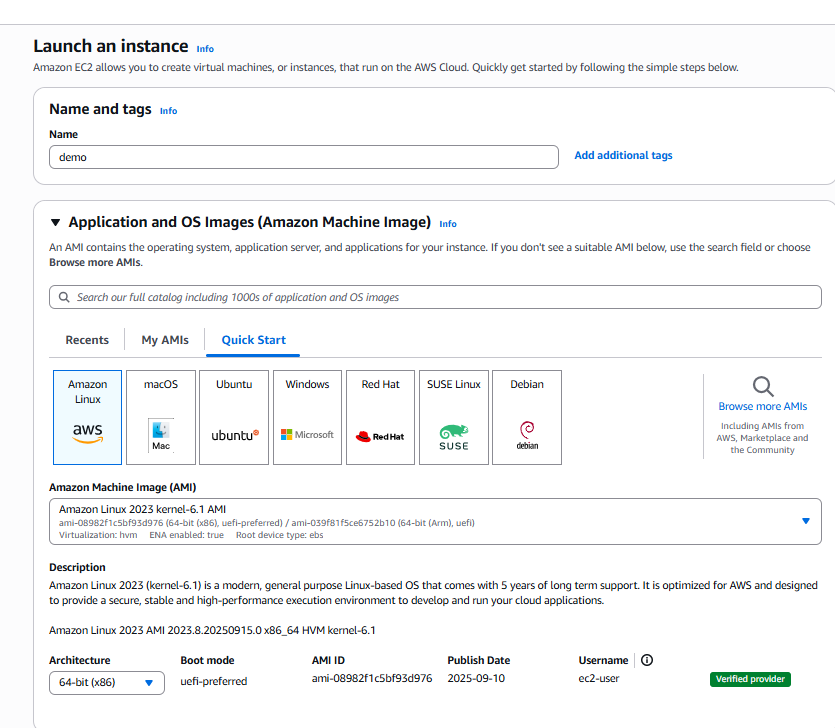 Launch an instance Info
Amazon EC2 allows you to create virtual machines, or instances, that run on the AWS Cloud. Quickly get started by following the simple steps below.
Name and tags Info
Name
demo
Add additional tags
Application and OS Images (Amazon Machine Image) Info
An AMI contains the operating system, application server, and applications for your instance. If you don't see a suitable AMI below, use the search field or choose
Browse more AMIs.
Search our full catalog including 1000s of application and OS images
Recents My AMIs Quick Start
Amazon
Linux
aws
macOS
Mac
Ubuntu
ubuntu
Windows
Microsoft
Red Hat
Red Hat
SUSE Linux
SUSE
Debian
debian
Browse more AMIs
Including AMIs from
AWS, Marketplace and
the Community
Amazon Machine Image (AMI)
Amazon Linux 2023 kernel-6.1 AMI
ami-08982f1c5bf93d976 (64-bit (x86), uefi-preferred) / ami-039f81f5ce6752b10 (64-bit (Arm), uefi)
Virtualization: hvm ENA enabled: true Root device type: ebs
Description
Amazon Linux 2023 (kernel-6.1) is a modern, general purpose Linux-based OS that comes with 5 years of long term support. It is optimized for AWS and designed
to provide a secure, stable and high-performance execution environment to develop and run your cloud applications.
Amazon Linux 2023 AMI 2023.8.20250915.0 x86_64 HVM kernel-6.1
Architecture Boot mode AMI ID Publish Date Username
64-bit (x86) uefi-preferred ami-08982f1c5bf93d976 2025-09-10 ec2-user Verified provider